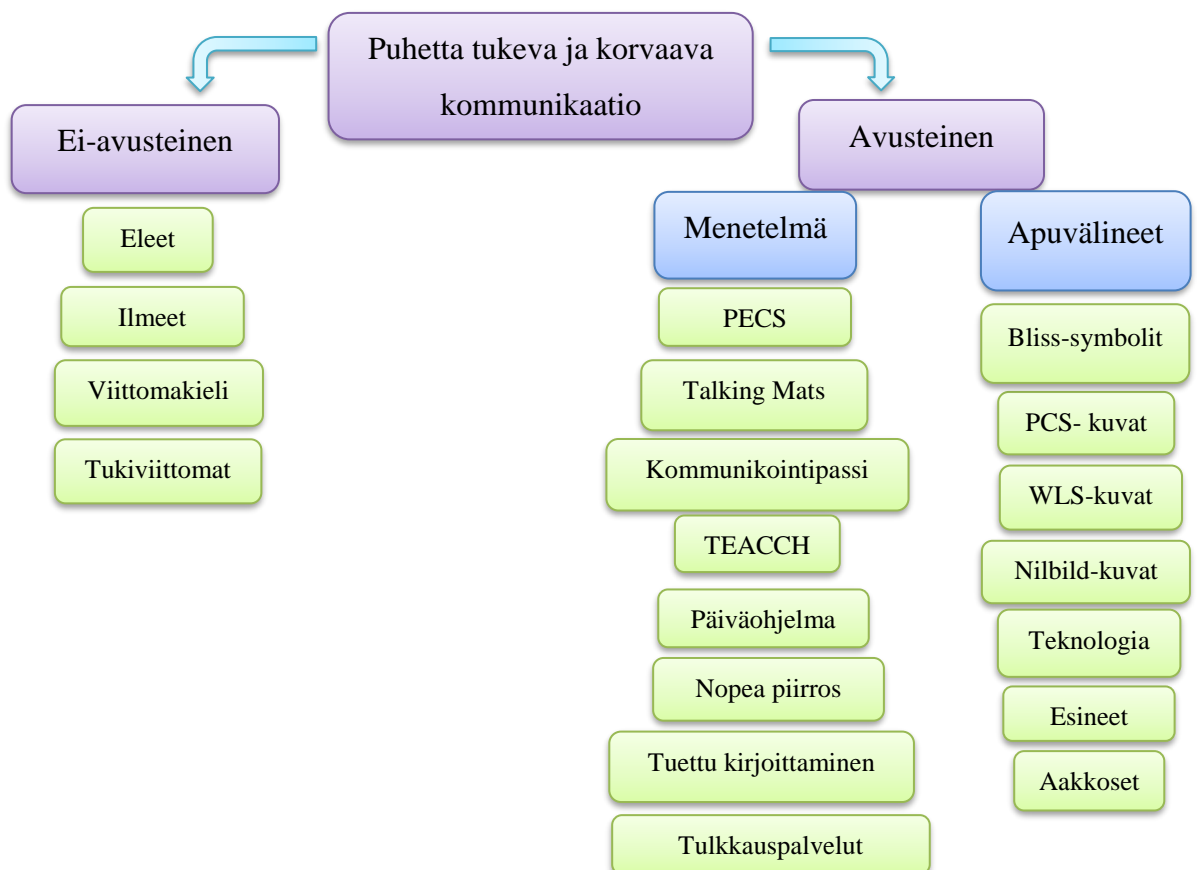 Puhetta tukeva ja korvaava
kommunikaatio
Ei-avusteinen
Eleet
Ilmeet
Viittomakieli
Tukiviittomat
Avusteinen
Menetelmä
PECS
Talking Mats
Kommunikointipassi
TEACCH
Päiväohjelma
Nopea piirros
Tuettu kirjoittaminen
Tulkkauspalvelut
Apuvälineet
Bliss-symbolit
PCS- kuvat
WLS-kuvat
Nilbild-kuvat
Teknologia
Esineet
Aakkoset